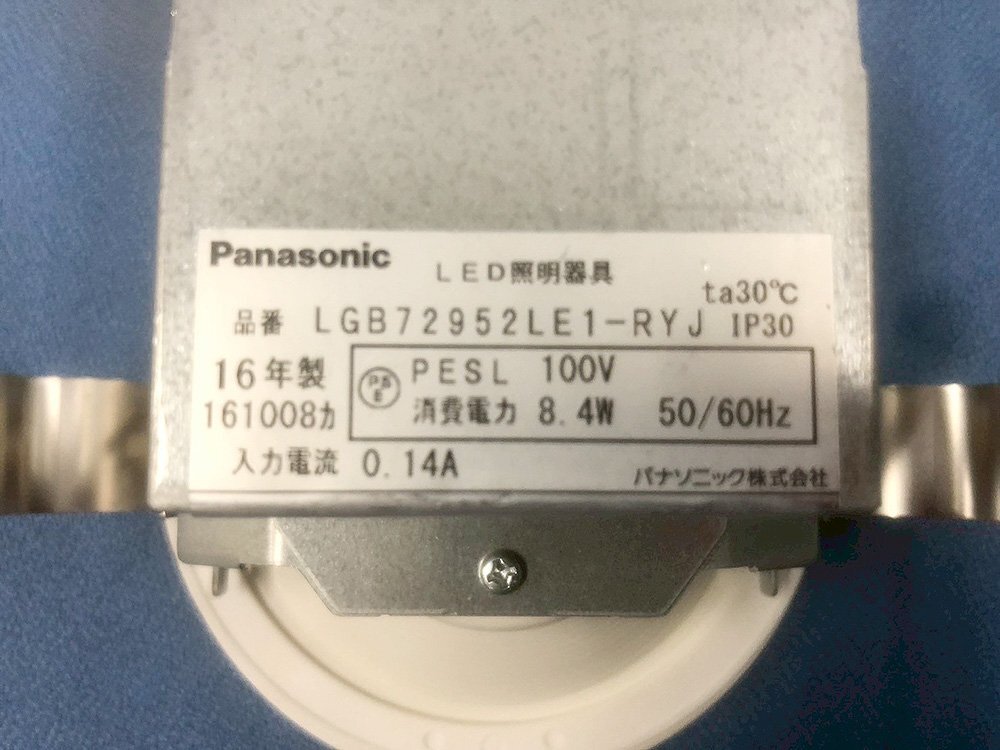 Panasonic
LED照明器具
ta30℃
品番 LGB72952LE1-RYJ IP30
16年製
161008カ
PS
E
PESL 100V
消費電力 8.4W 50/60Hz
入力電流 0.14A
パナソニック株式会社